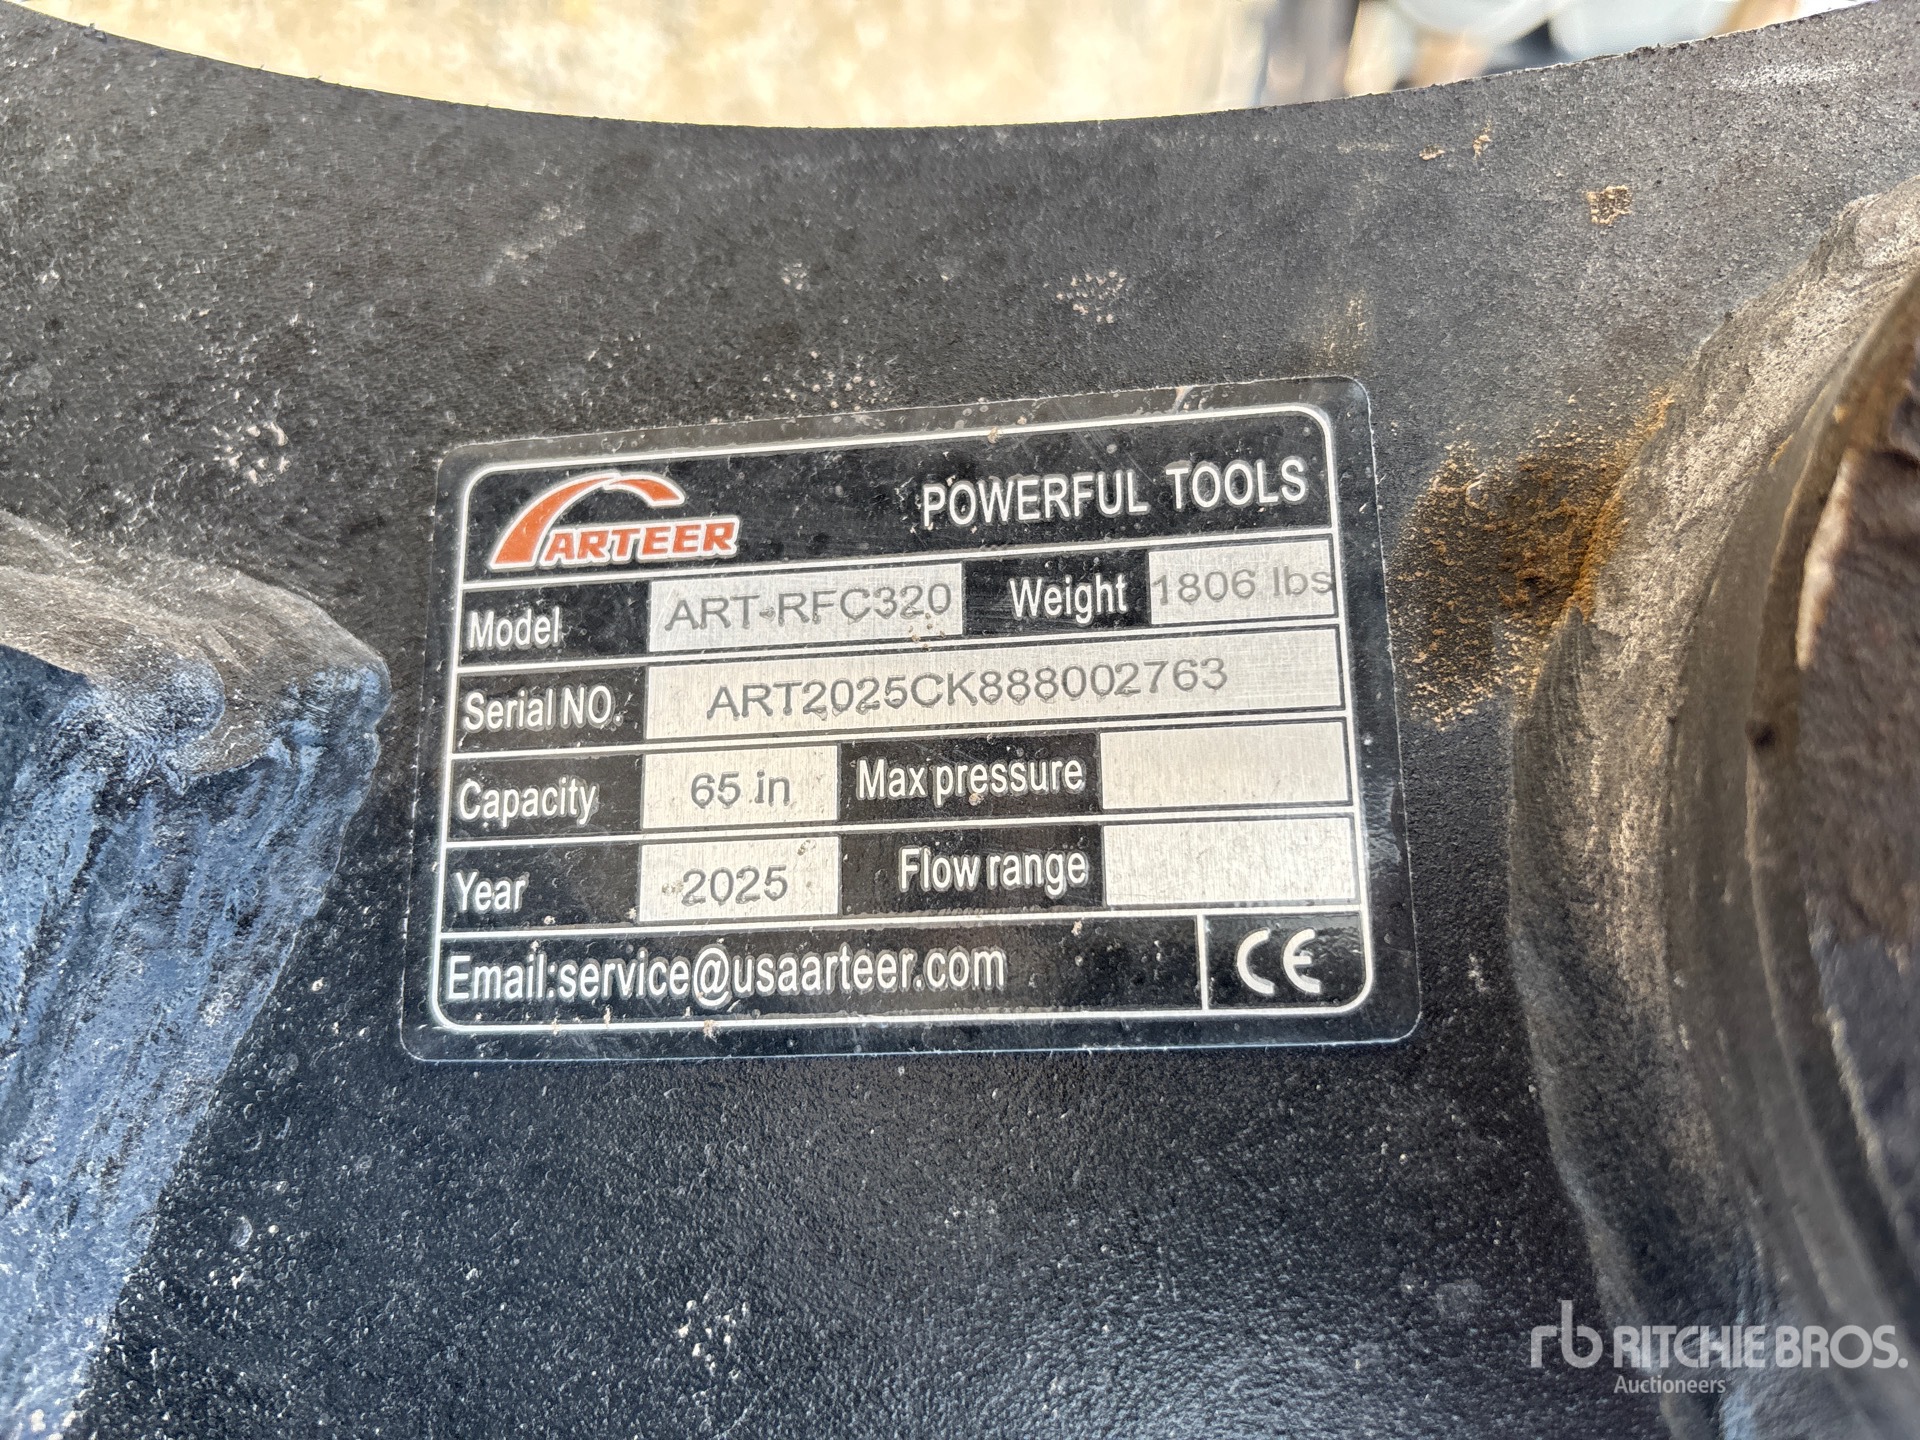 ARTEER POWERFUL TOOLS
Model ART-RFC320 Weight 1806 lbs
Serial NO. ART2025CK888002763
Capacity 65 in Max pressure
Year 2025 Flow range
Email:service@usaarteer.com CE
rb RITCHIE BROS.
Auctioneers